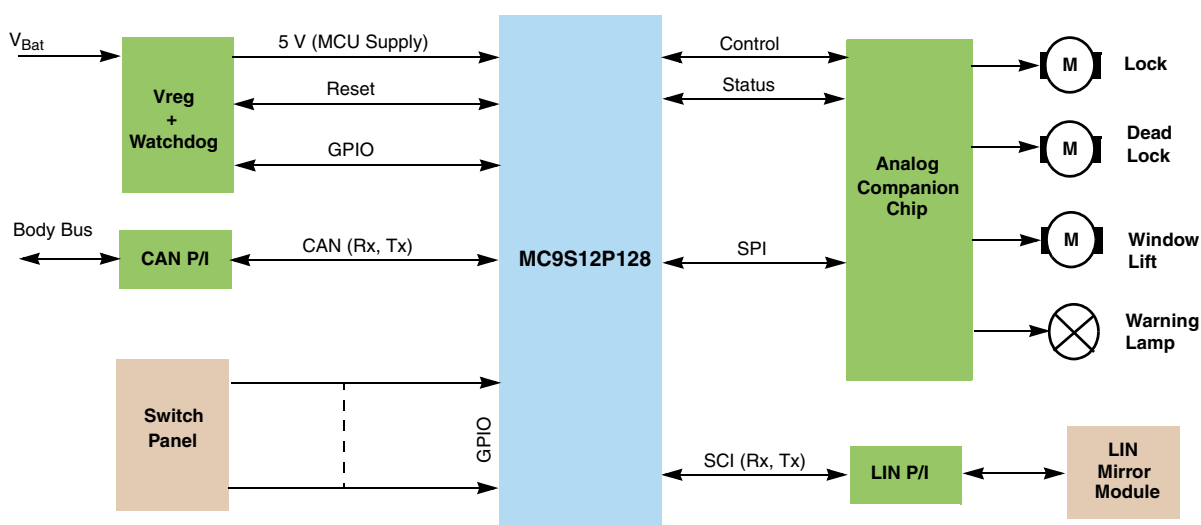 V_Bat
Vreg
+
Watchdog
5 V (MCU Supply)
Reset
GPIO
Body Bus
CAN P/I
CAN (Rx, Tx)
Switch
Panel
GPIO
MC9S12P128
Control
Status
SPI
SCI (Rx, Tx)
Analog
Companion
Chip
M
Lock
M
Dead
Lock
M
Window
Lift
Warning
Lamp
LIN P/I
LIN
Mirror
Module